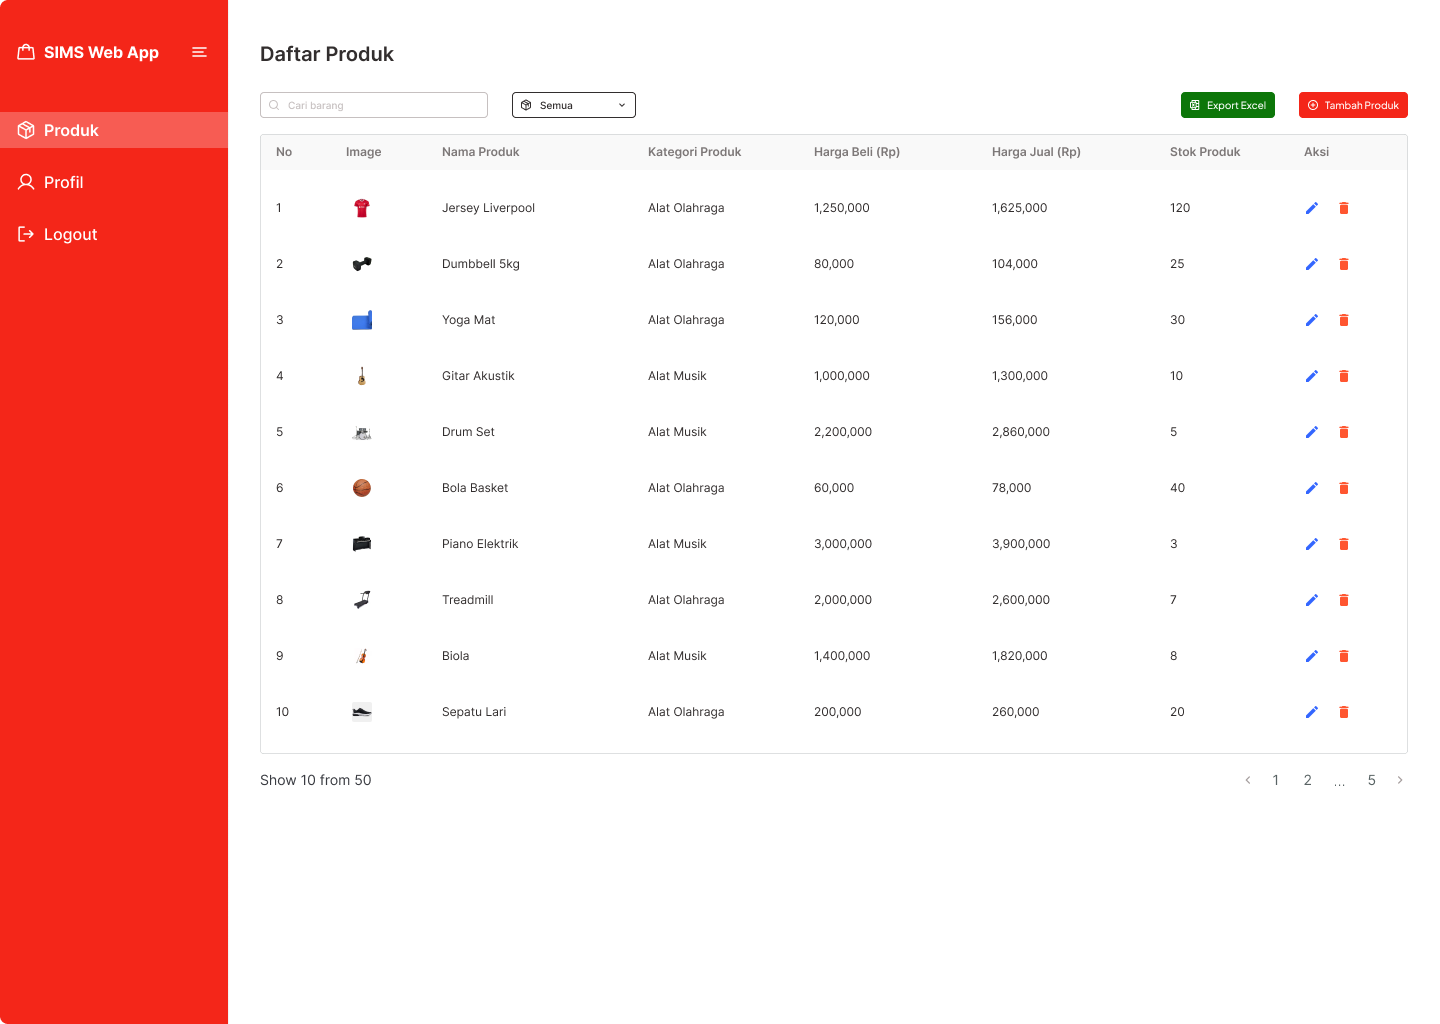 SIMS Web App
Produk
Profil
Logout
Daftar Produk
Cari barang
Semua
Export Excel
Tambah Produk
No Image Nama Produk Kategori Produk Harga Beli (Rp) Harga Jual (Rp) Stok Produk Aksi
1 Jersey Liverpool Alat Olahraga 1,250,000 1,625,000 120
2 Dumbbell 5kg Alat Olahraga 80,000 104,000 25
3 Yoga Mat Alat Olahraga 120,000 156,000 30
4 Gitar Akustik Alat Musik 1,000,000 1,300,000 10
5 Drum Set Alat Musik 2,200,000 2,860,000 5
6 Bola Basket Alat Olahraga 60,000 78,000 40
7 Piano Elektrik Alat Musik 3,000,000 3,900,000 3
8 Treadmill Alat Olahraga 2,000,000 2,600,000 7
9 Biola Alat Musik 1,400,000 1,820,000 8
10 Sepatu Lari Alat Olahraga 200,000 260,000 20
Show 10 from 50
1 2 ... 5